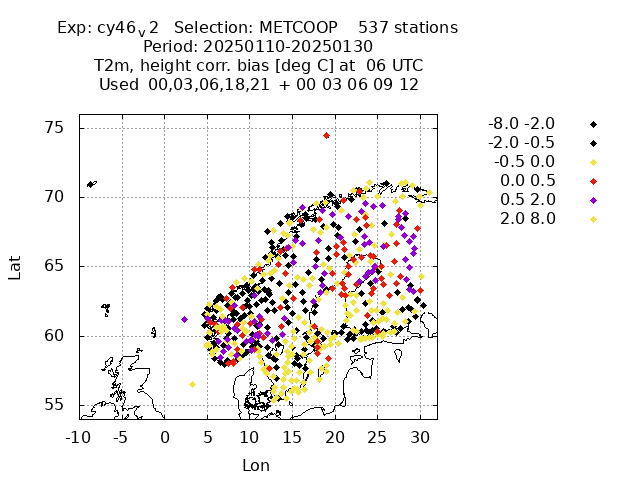 Exp: cy46v2 Selection: METCOOP 537 stations
Period: 20250110-20250130
T2m, height corr. bias [deg C] at 06 UTC
Used 00,03,06,18,21 + 00 03 06 09 12
-8.0 -2.0
-2.0 -0.5
-0.5 0.0
0.0 0.5
0.5 2.0
2.0 8.0
75
70
65
60
55
Lat
-10 -5 0 5 10 15 20 25 30
Lon